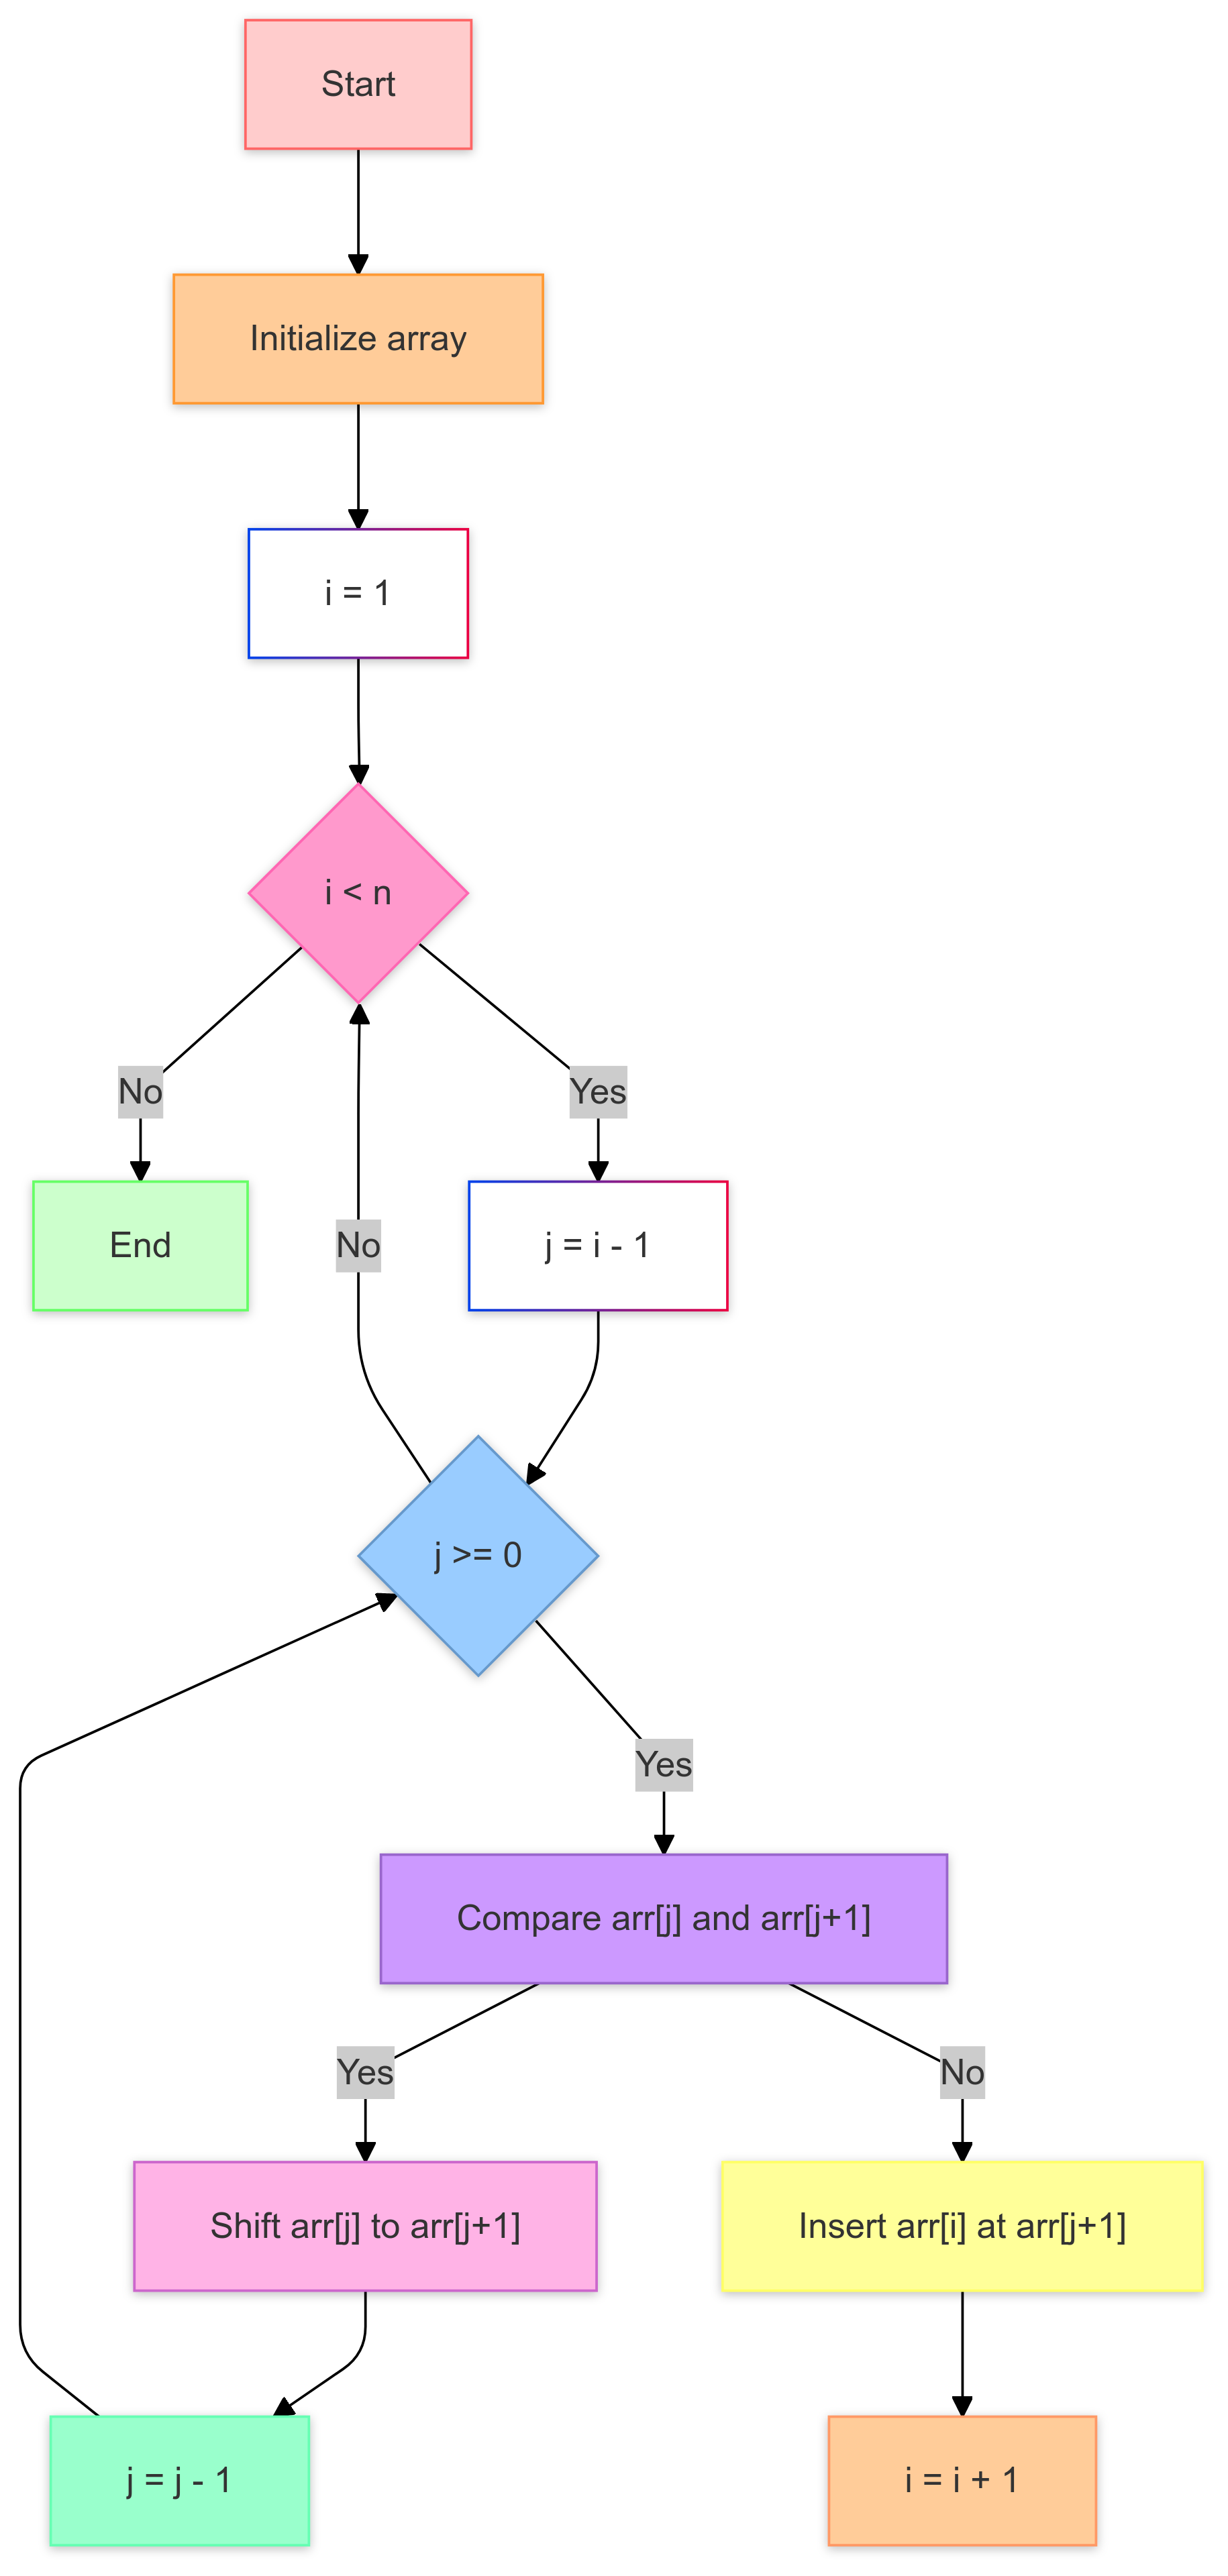 Start
Initialize array
i = 1
i < n
No
Yes
End
No
j = i - 1
j >= 0
Yes
Compare arr[j] and arr[j+1]
Yes
No
Shift arr[j] to arr[j+1]
Insert arr[i] at arr[j+1]
j = j - 1
i = i + 1